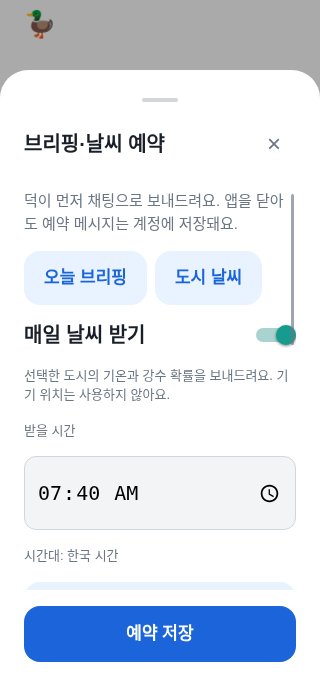 브리핑·날씨 예약
×
덕이 먼저 채팅으로 보내드려요. 앱을 닫아
도 예약 메시지는 계정에 저장돼요.
오늘 브리핑 도시 날씨
매일 날씨 받기
선택한 도시의 기온과 강수 확률을 보내드려요. 기
기 위치는 사용하지 않아요.
받을 시간
07:40 AM
시간대: 한국 시간
예약 저장